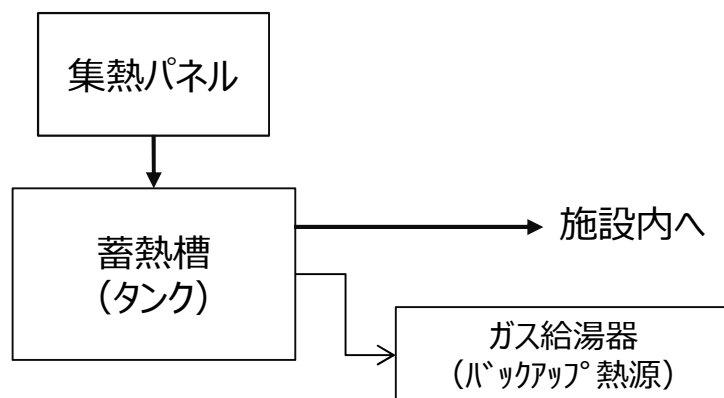 集熱パネル
蓄熱槽
（タンク）
施設内へ
ガス給湯器
（ﾊﾞｯｸｱｯﾌﾟ熱源）